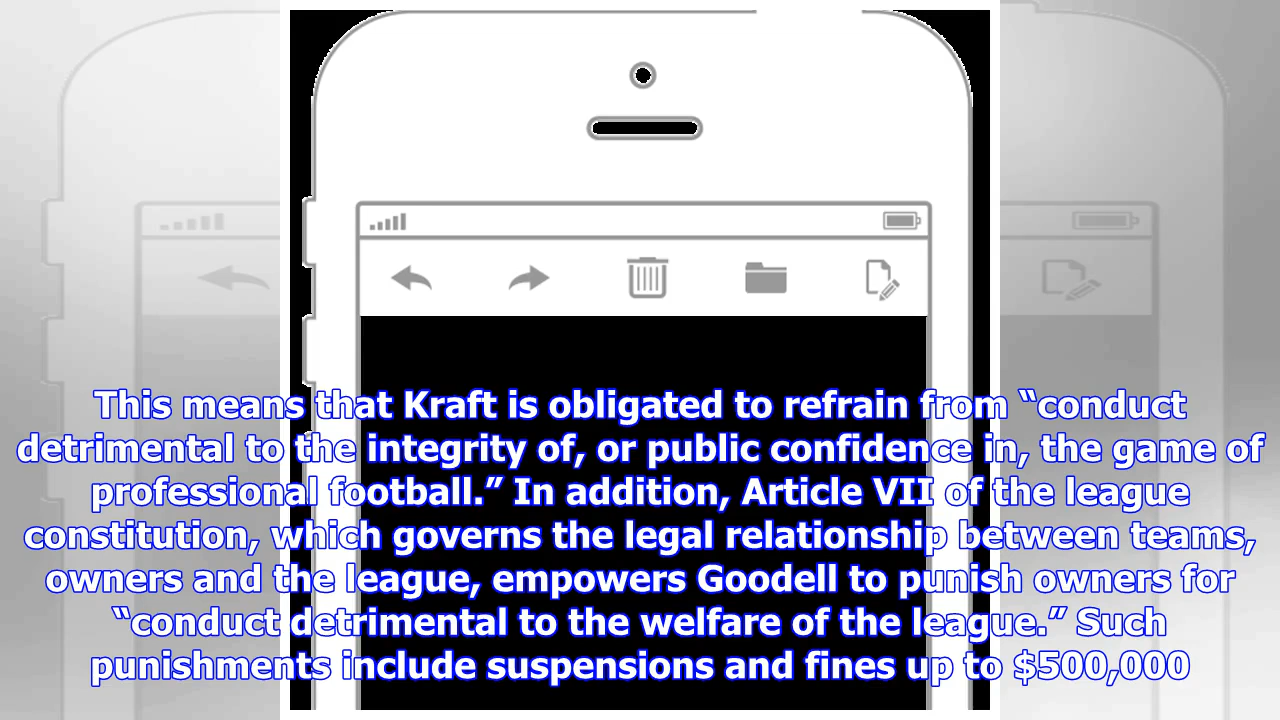 This means that Kraft is obligated to refrain from “conduct
detrimental to the integrity of, or public confidence in, the game of
professional football.” In addition, Article VII of the league
constitution, which governs the legal relationship between teams,
owners and the league, empowers Goodell to punish owners for
“conduct detrimental to the welfare of the league.” Such
punishments include suspensions and fines up to $500,000